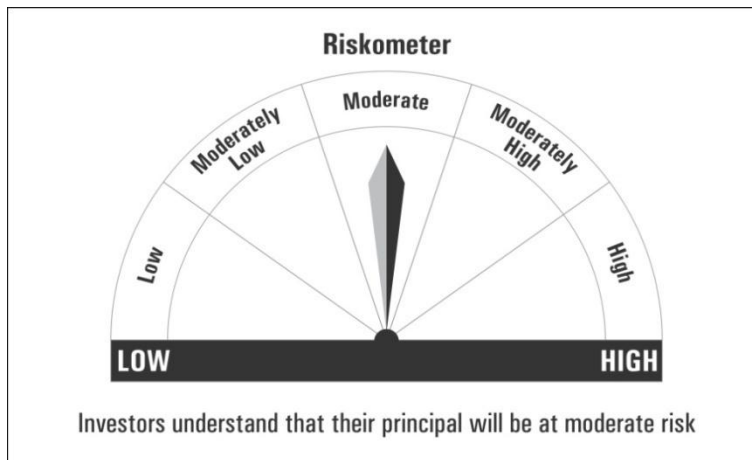 Riskometer
Moderate
Moderately
Low
Moderately
High
Low
High
LOW
HIGH
Investors understand that their principal will be at moderate risk